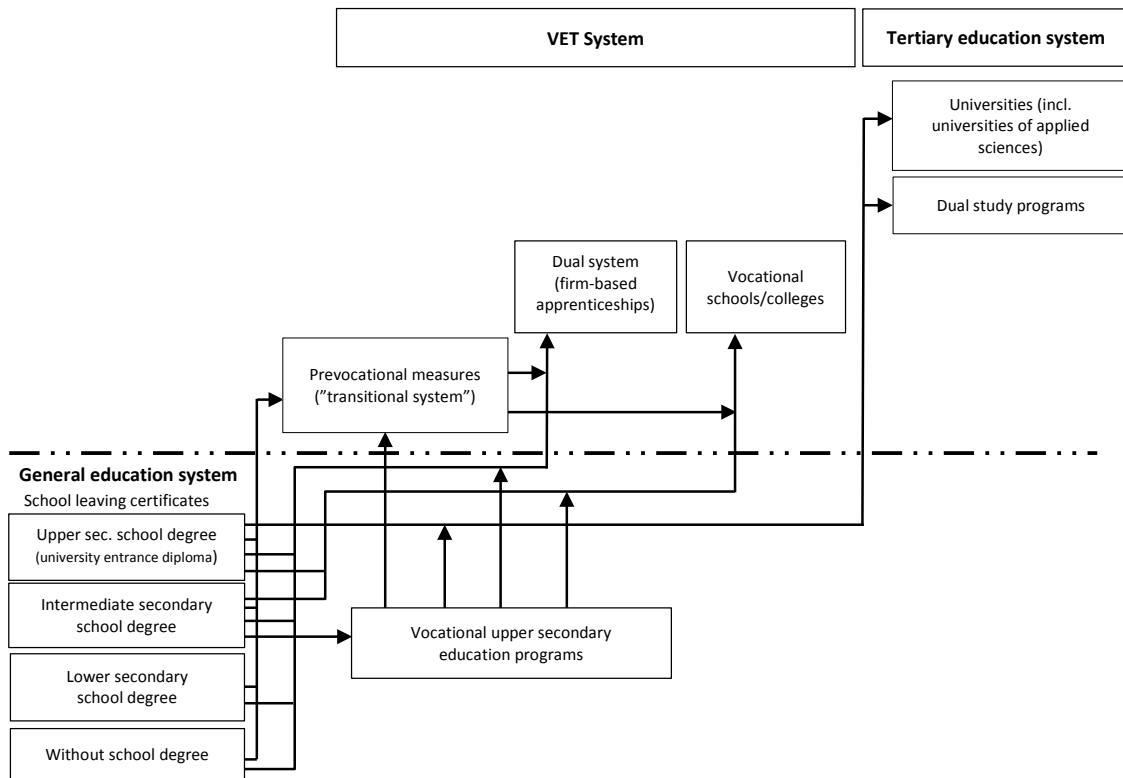 VET System
Tertiary education system
Universities (incl.
universities of applied
sciences)
Dual study programs
Dual system
(firm-based
apprenticeships)
Vocational
schools/colleges
Prevocational measures
(”transitional system”)
General education system
School leaving certificates
Upper sec. school degree
(university entrance diploma)
Intermediate secondary
school degree
Vocational upper secondary
education programs
Lower secondary
school degree
Without school degree